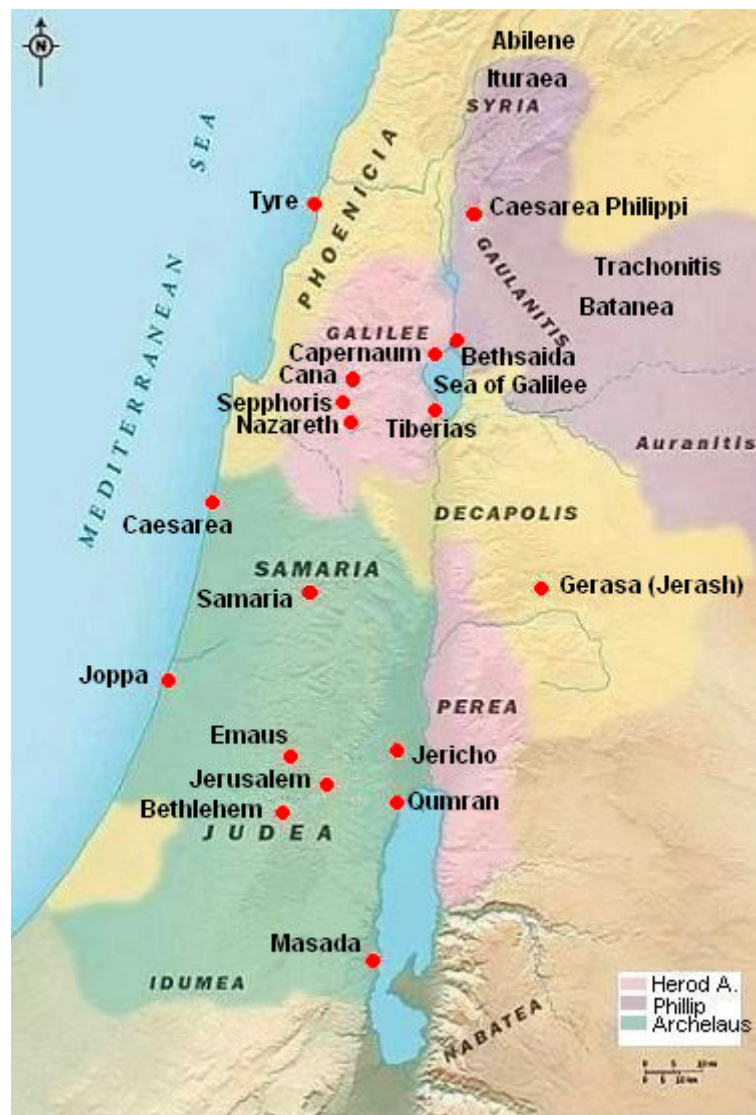 N
Abilene
Ituraea
SYRIA
MEDITERRANEAN SEA
PHOENICIA
Tyre
Caesarea Philippi
GAULANITIS
Trachonitis
Batanea
GALILEE
Capernaum
Bethsaida
Cana
Sea of Galilee
Sepphoris
Nazareth
Tiberias
Auranitis
Caesarea
DECAPOLIS
SAMARIA
Samaria
Gerasa (Jerash)
Joppa
PEREA
Emaus
Jericho
Jerusalem
Qumran
Bethlehem
JUDEA
Masada
IDUMEA
NABATEA
Herod A.
Phillip
Archelaus